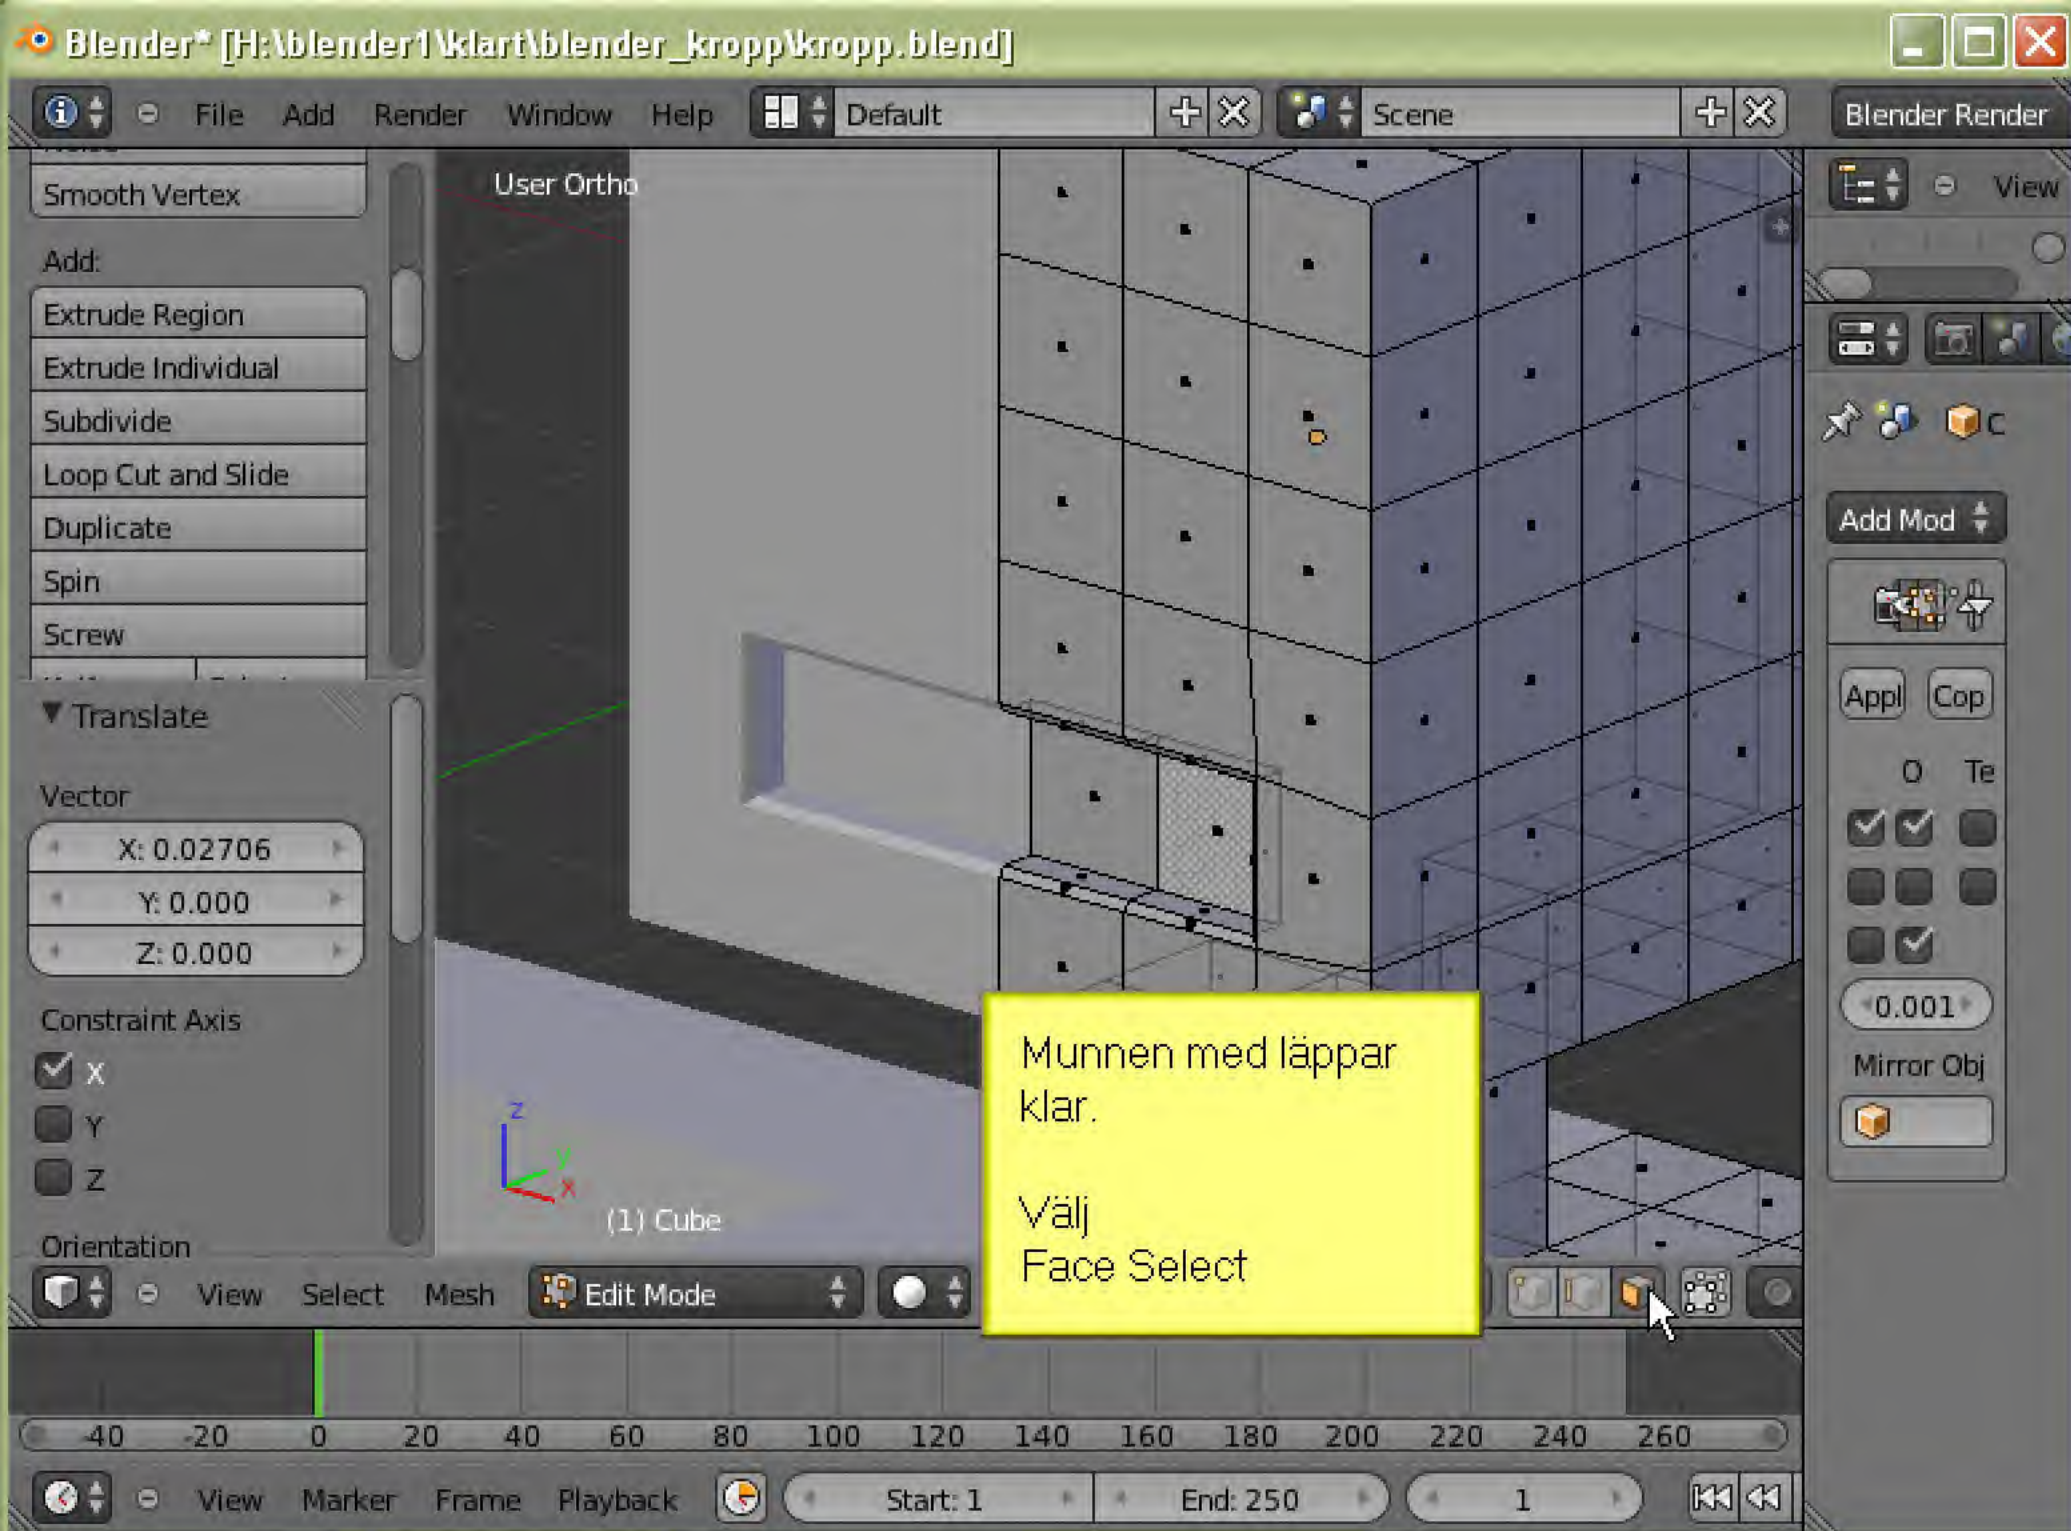 Blender* [H:\blender1\klart\blender_kropp\kropp.blend]
File Add Render Window Help Default Scene Blender Render
Smooth Vertex
User Ortho
View
Add:
Extrude Region
Extrude Individual
Subdivide
Loop Cut and Slide
Duplicate
Spin
Screw
C
Add Mod
Appl Cop
O Te
0.001
Mirror Obj
Translate
Vector
X: 0.02706
Y: 0.000
Z: 0.000
Constraint Axis
X
Y
Z
Orientation
z
y
x
(1) Cube
Munnen med läppar
klar.
Välj
Face Select
View Select Mesh Edit Mode
-40 -20 0 20 40 60 80 100 120 140 160 180 200 220 240 260
View Marker Frame Playback Start: 1 End: 250 1